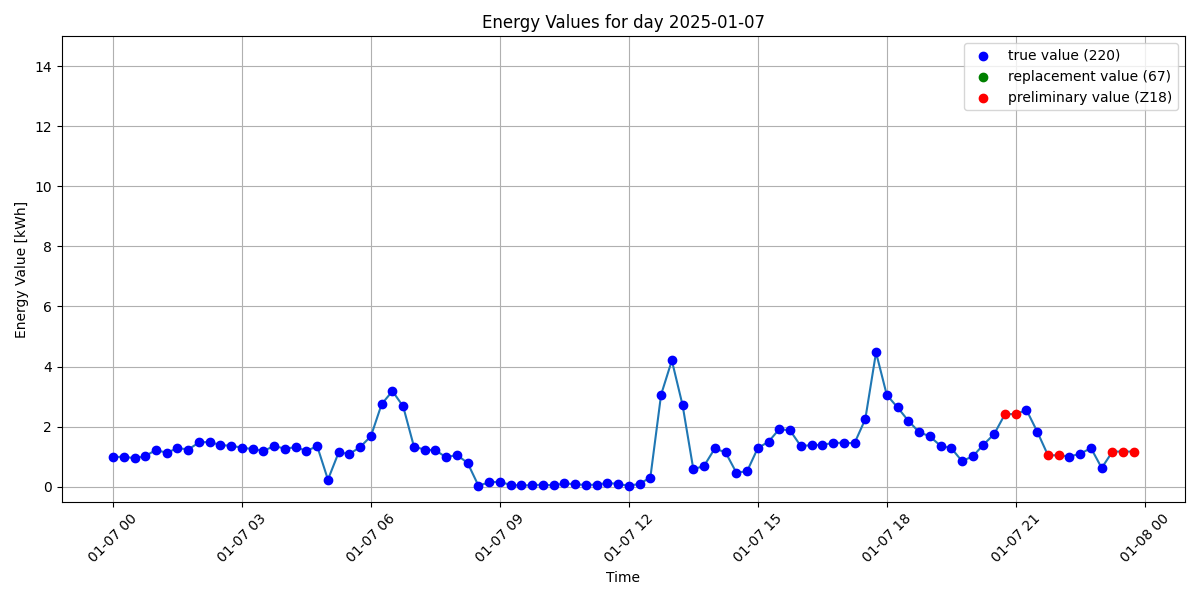 Energy Values for day 2025-01-07
true value (220)
replacement value (67)
preliminary value (Z18)
Energy Value [kWh]
14
12
10
8
6
4
2
0
01-07 00
01-07 03
01-07 06
01-07 09
01-07 12
01-07 15
01-07 18
01-07 21
01-08 00
Time